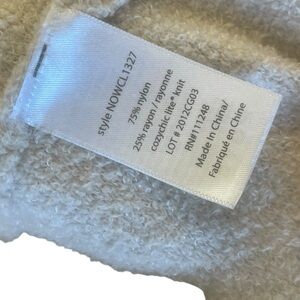 style NOWCL1327
75% nylon
25% rayon / rayonne
cozychic lite® knit
LOT # 2012CG03
RN#111248
Made In China/
Fabriqué en Chine